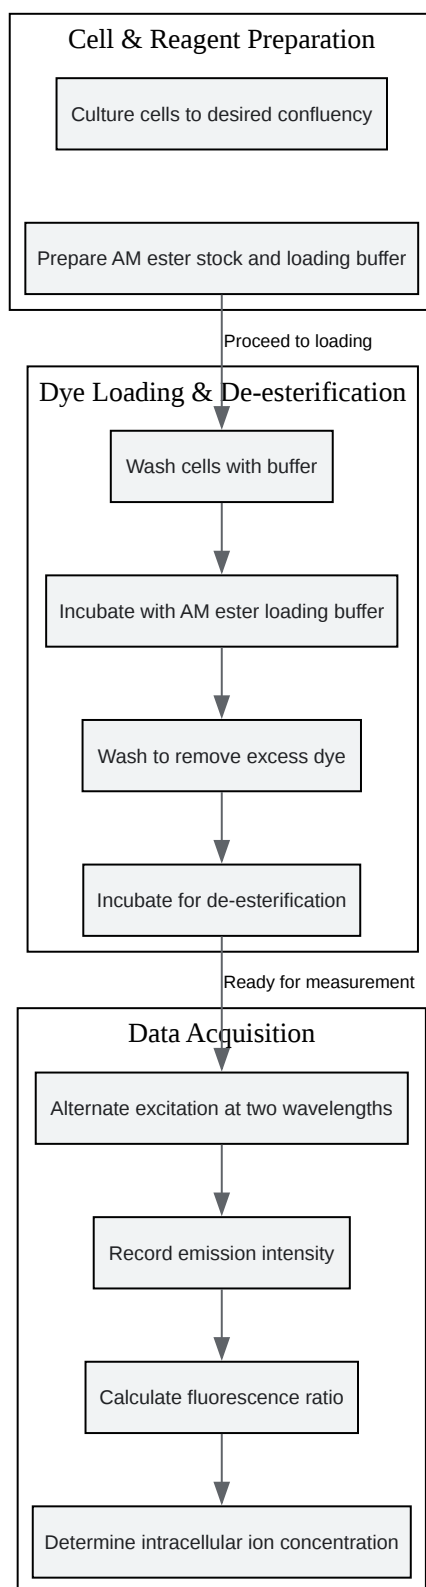 Cell & Reagent Preparation
Culture cells to desired confluency
Prepare AM ester stock and loading buffer
Proceed to loading
Dye Loading & De-esterification
Wash cells with buffer
Incubate with AM ester loading buffer
Wash to remove excess dye
Incubate for de-esterification
Ready for measurement
Data Acquisition
Alternate excitation at two wavelengths
Record emission intensity
Calculate fluorescence ratio
Determine intracellular ion concentration